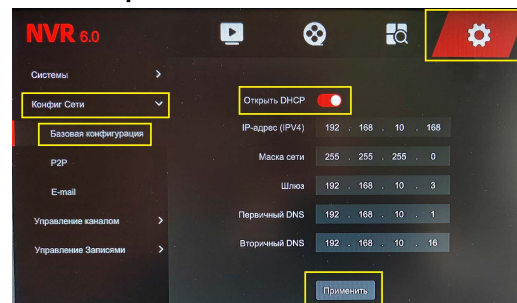 NVR 6.0
Системы
Конфиг Сети
Базовая конфигурация
P2P
E-mail
Управление каналом
Управление Записями
Открыть DHCP
IP-адрес (IPV4) 192 . 168 . 10 . 168
Маска сети 255 . 255 . 255 . 0
Шлюз 192 . 168 . 10 . 3
Первичный DNS 192 . 168 . 10 . 1
Вторичный DNS 192 . 168 . 10 . 16
Применить